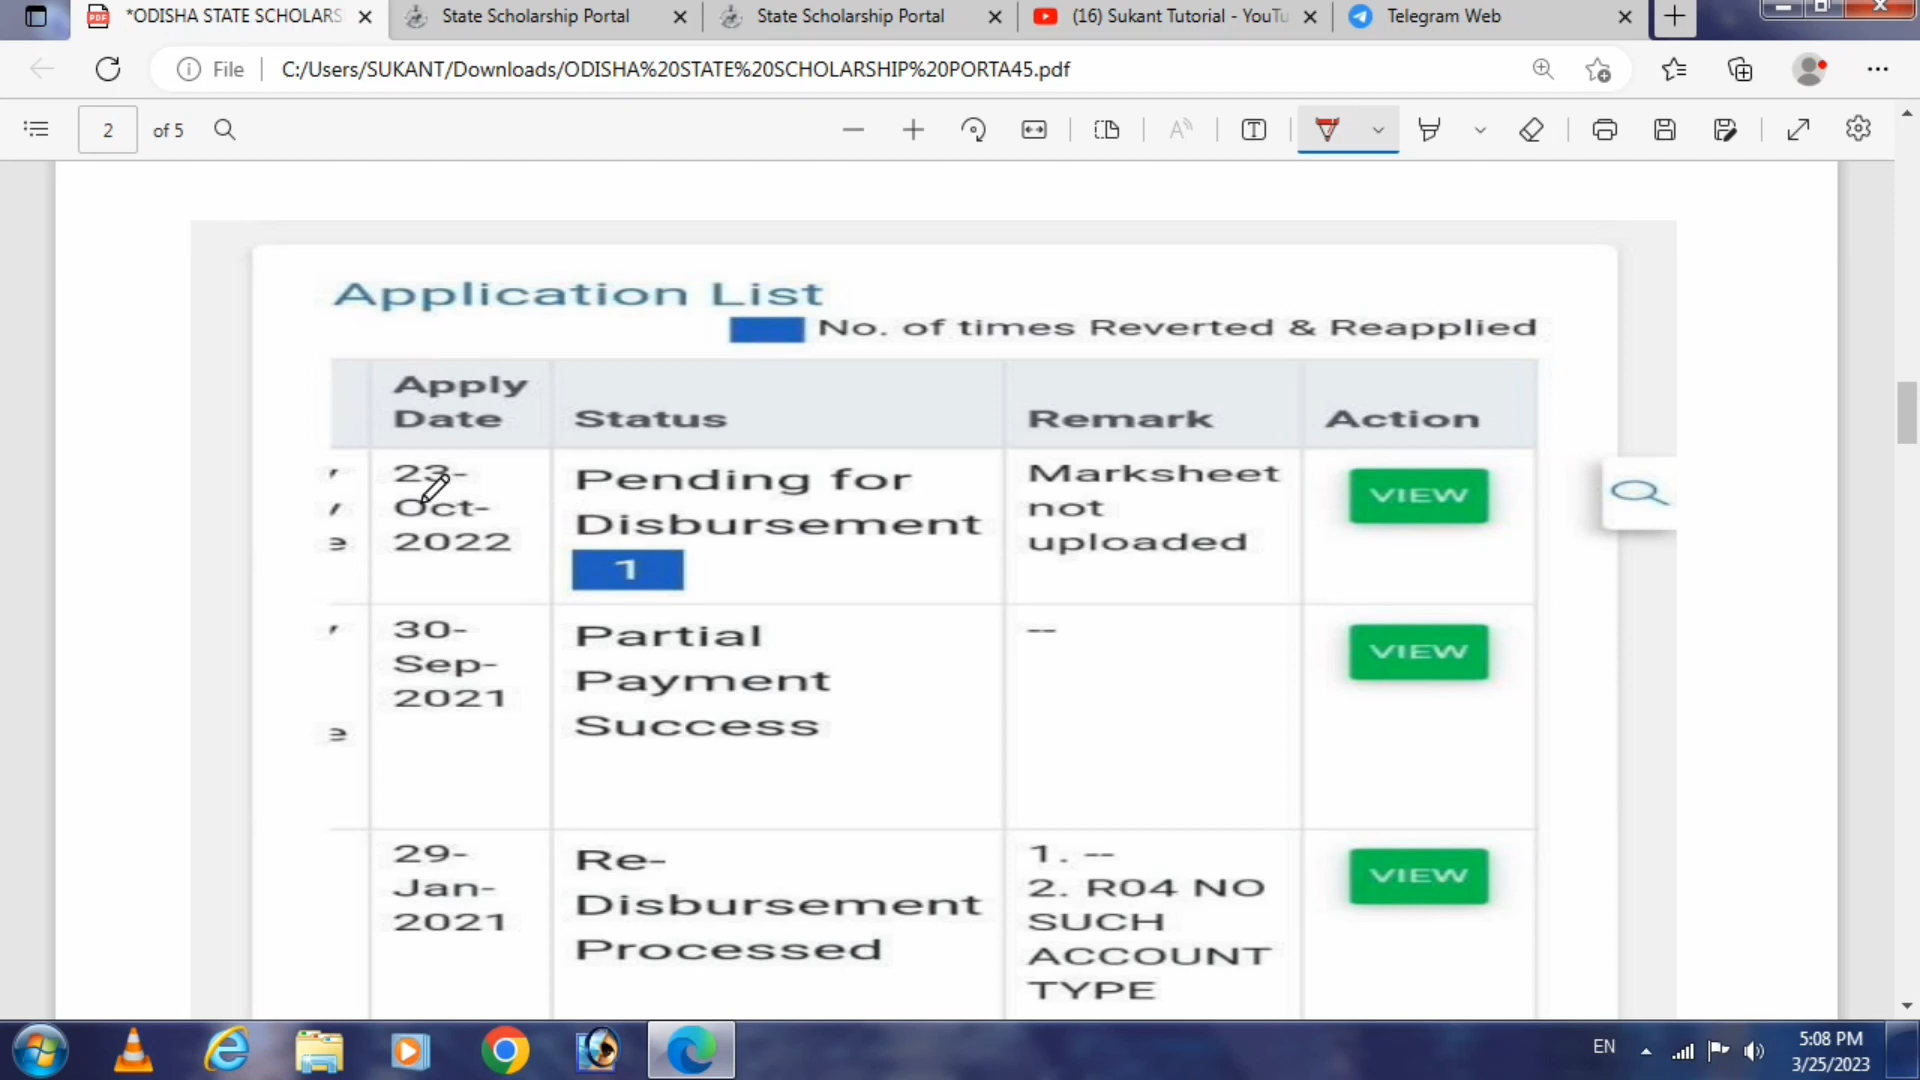 *ODISHA STATE SCHOLARS
State Scholarship Portal
State Scholarship Portal
(16) Sukant Tutorial - YouTu
Telegram Web
File
C:/Users/SUKANT/Downloads/ODISHA%20STATE%20SCHOLARSHIP%20PORTA45.pdf
2 of 5
Application List
No. of times Reverted & Reapplied
Apply
Date
Status
Remark
Action
23-
Oct-
2022
Pending for
Disbursement
1
Marksheet
not
uploaded
VIEW
30-
Sep-
2021
Partial
Payment
Success
--
VIEW
29-
Jan-
2021
Re-
Disbursement
Processed
1. --
2. R04 NO
SUCH
ACCOUNT
TYPE
VIEW
EN
5:08 PM
3/25/2023